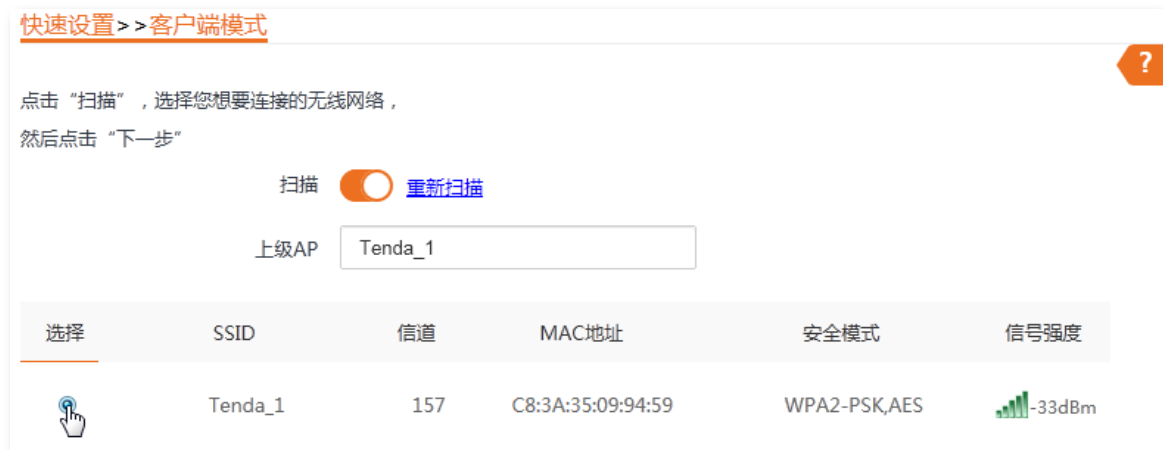 快速设置>>客户端模式
?
点击“扫描”，选择您想要连接的无线网络，
然后点击“下一步”
扫描 重新扫描
上级AP Tenda_1
选择 SSID 信道 MAC地址 安全模式 信号强度
Tenda_1 157 C8:3A:35:09:94:59 WPA2-PSK,AES -33dBm